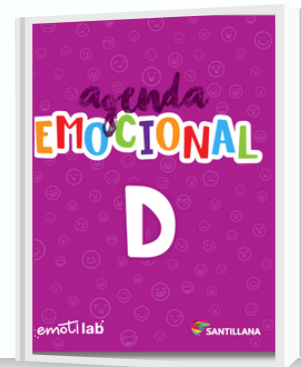 agenda
EMOCIONAL
D
emoti lab
SANTILLANA